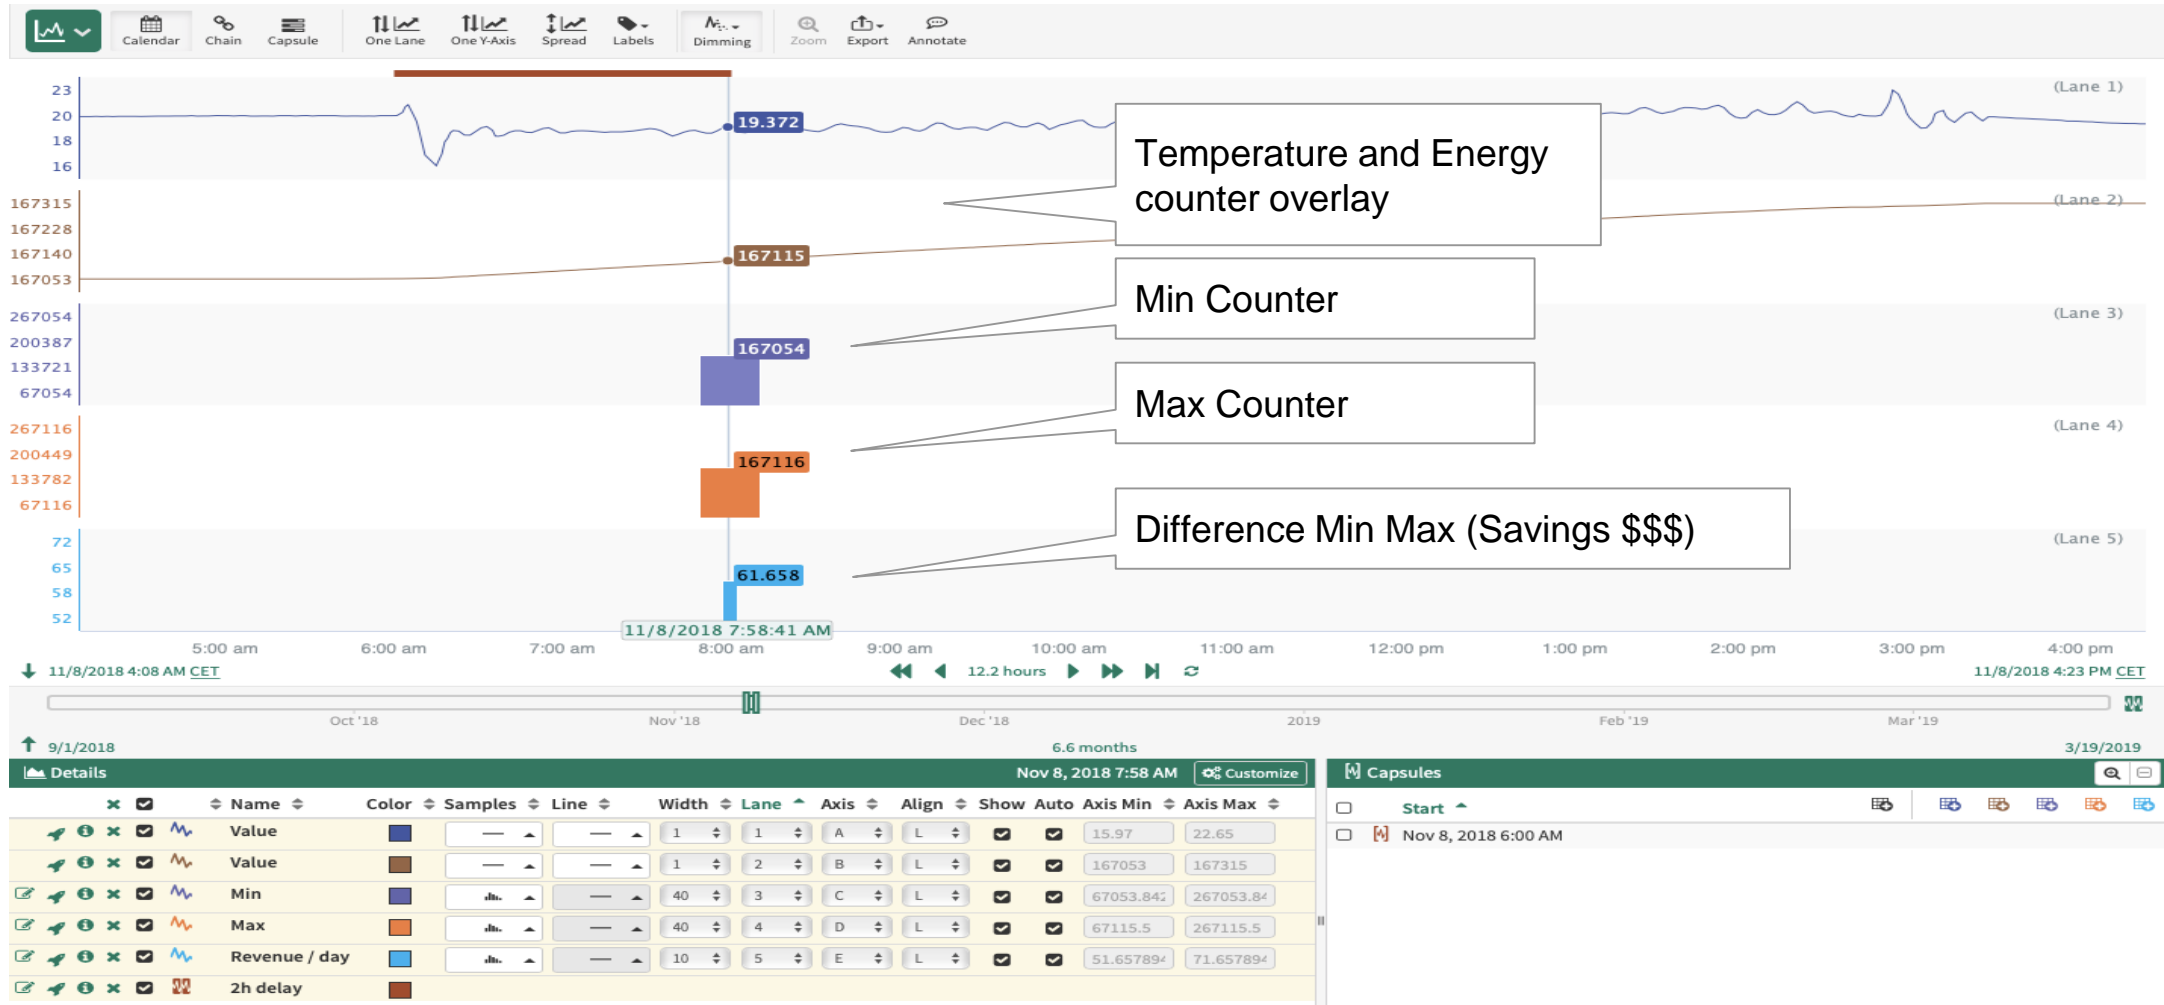 Calendar Chain Capsule One Lane One Y-Axis Spread Labels Dimming Zoom Export Annotate
(Lane 1)
23
20
18
16
19.372
Temperature and Energy
counter overlay
(Lane 2)
167315
167228
167140
167053
167115
(Lane 3)
267054
200387
133721
67054
167054
Min Counter
(Lane 4)
267116
200449
133782
67116
167116
Max Counter
(Lane 5)
72
65
58
52
61.658
Difference Min Max (Savings $$$)
11/8/2018 7:58:41 AM
5:00 am 6:00 am 7:00 am 8:00 am 9:00 am 10:00 am 11:00 am 12:00 pm 1:00 pm 2:00 pm 3:00 pm 4:00 pm
11/8/2018 4:08 AM CET 12.2 hours 11/8/2018 4:23 PM CET
Oct '18 Nov '18 Dec '18 2019 Feb '19 Mar '19
9/1/2018 6.6 months 3/19/2019
Details Nov 8, 2018 7:58 AM Customize
Name Color Samples Line Width Lane Axis Align Show Auto Axis Min Axis Max
Value 1 1 A L 15.97 22.65
Value 1 2 B L 167053 167315
Min 40 3 C L 67053.842 267053.84
Max 40 4 D L 67115.5 267115.5
Revenue / day 10 5 E L 51.657894 71.657894
2h delay
Capsules
Start
Nov 8, 2018 6:00 AM